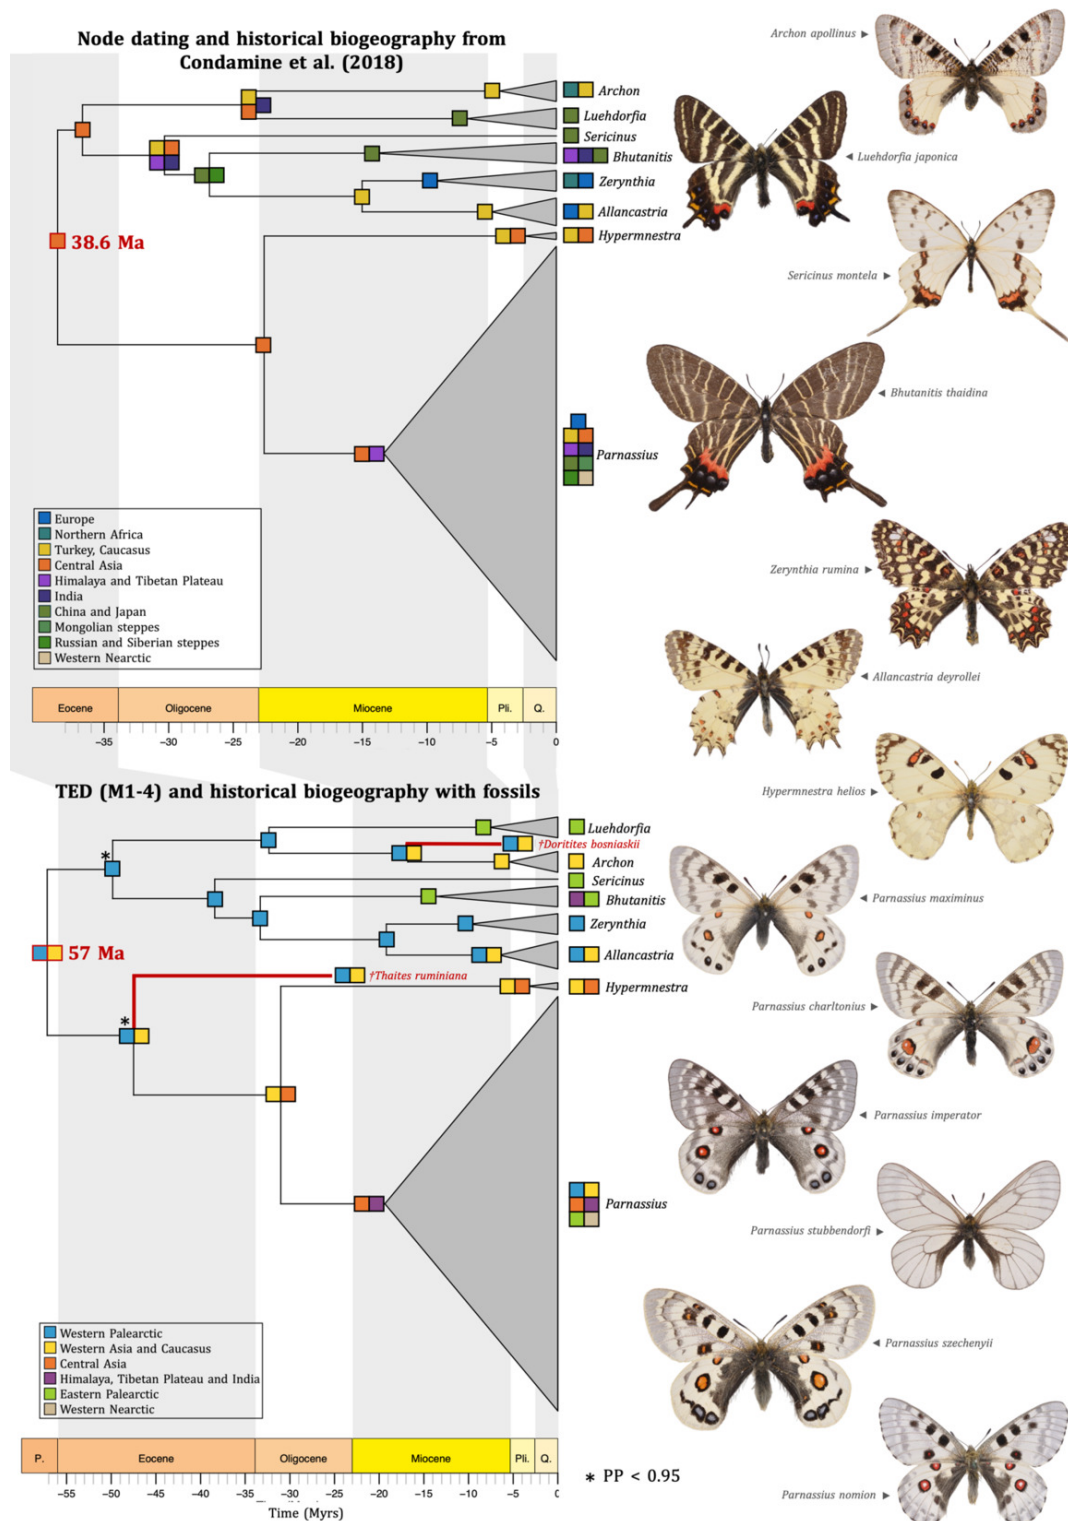 Node dating and historical biogeography from
Condamine et al. (2018)
Archon
Luehdorfia
Sericinus
Bhutanitis
Zerynthia
Allancastria
Hypermnestra
38.6 Ma
Parnassius
Europe
Northern Africa
Turkey, Caucasus
Central Asia
Himalaya and Tibetan Plateau
India
China and Japan
Mongolian steppes
Russian and Siberian steppes
Western Nearctic
Eocene Oligocene Miocene Pli. Q.
−35 −30 −25 −20 −15 −10 −5 0
TED (M1-4) and historical biogeography with fossils
Luehdorfia
†Doritites bosniaskii
Archon
Sericinus
Bhutanitis
Zerynthia
*
57 Ma
Allancastria
†Thaites ruminiana
Hypermnestra
*
Parnassius
Western Palearctic
Western Asia and Caucasus
Central Asia
Himalaya, Tibetan Plateau and India
Eastern Palearctic
Western Nearctic
P. Eocene Oligocene Miocene Pli. Q.
−55 −50 −45 −40 −35 −30 −25 −20 −15 −10 −5 0
Time (Myrs)
* PP < 0.95
Archon apollinus ◄
◄ Luehdorfia japonica
Sericinus montela ◄
◄ Bhutanitis thaidina
Zerynthia rumina ◄
◄ Allancastria deyrollei
Hypermnestra helios ◄
◄ Parnassius maximinus
Parnassius charltonius ◄
◄ Parnassius imperator
Parnassius stubbendorfi ◄
◄ Parnassius szechenyii
Parnassius nomion ◄